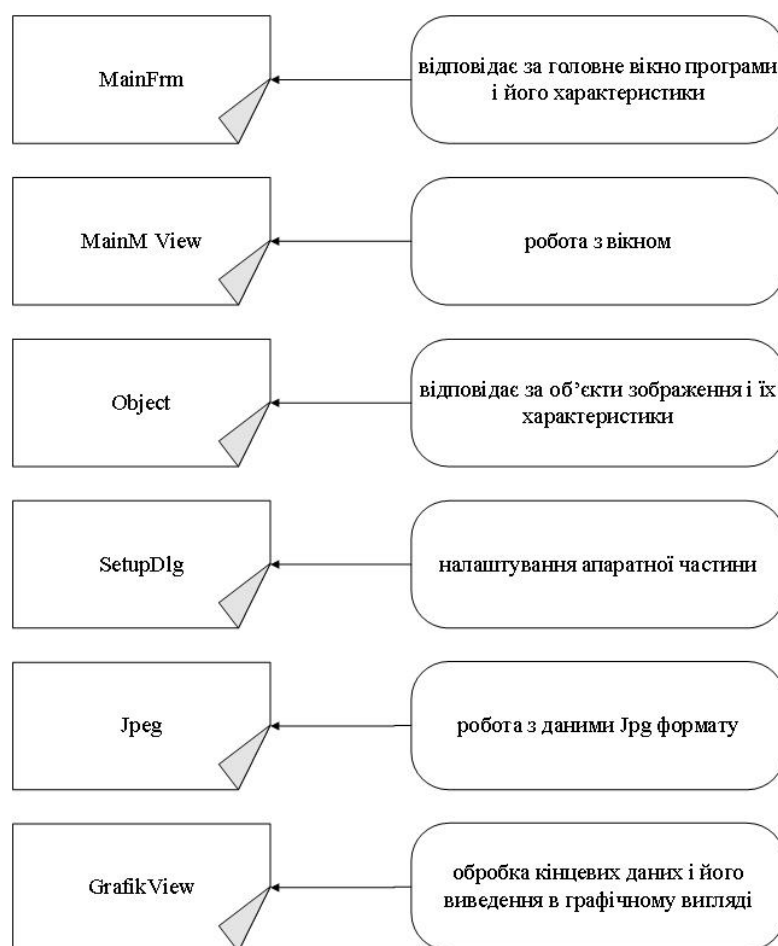 MainFrm
відповідає за головне вікно програми
і його характеристики
MainM View
робота з вікном
Object
відповідає за об’єкти зображення і їх
характеристики
SetupDlg
налаштування апаратної частини
Jpeg
робота з даними Jpg формату
GrafikView
обробка кінцевих даних і його
виведення в графічному вигляді